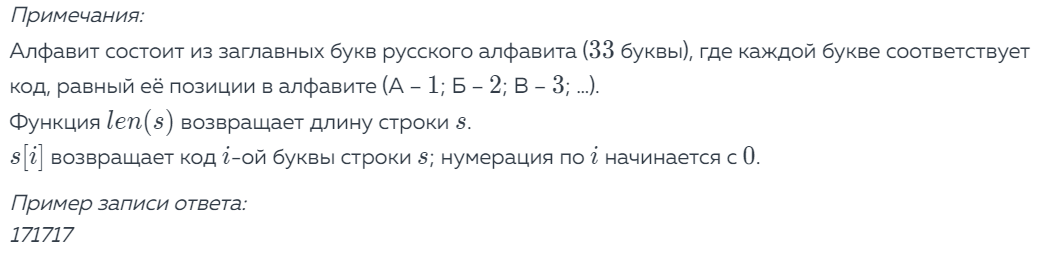 Примечания:
Алфавит состоит из заглавных букв русского алфавита (33 буквы), где каждой букве соответствует
код, равный её позиции в алфавите (А – 1; Б – 2; В – 3; ...).
Функция len(s) возвращает длину строки s.
s[i] возвращает код i-ой буквы строки s; нумерация по i начинается с 0.
Пример записи ответа:
171717